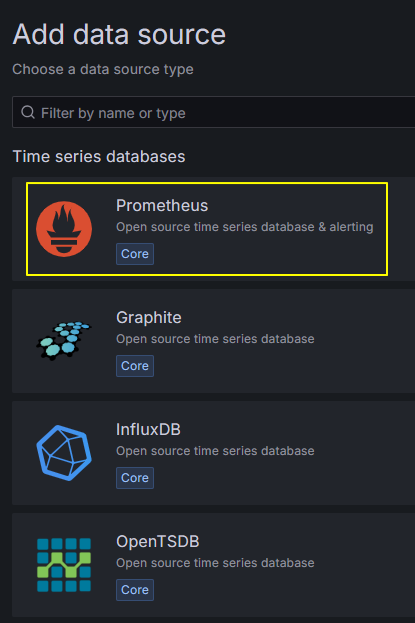 Add data source
Choose a data source type
Filter by name or type
Time series databases
Prometheus
Open source time series database & alerting
Core
Graphite
Open source time series database
Core
InfluxDB
Open source time series database
Core
OpenTSDB
Open source time series database
Core